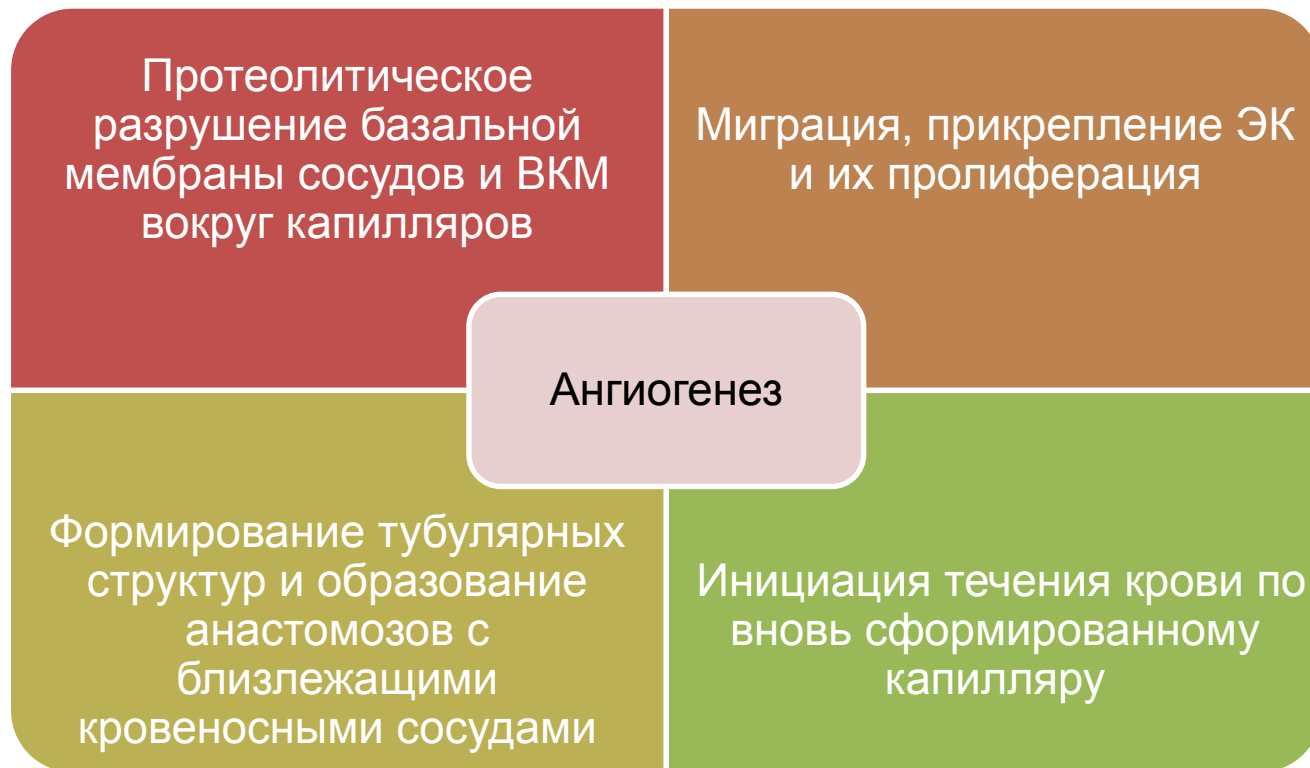 Протеолитическое
разрушение базальной
мембраны сосудов и ВКМ
вокруг капилляров
Миграция, прикрепление ЭК
и их пролиферация
Ангиогенез
Формирование тубулярных
структур и образование
анастомозов с
близлежащими
кровеносными сосудами
Инициация течения крови по
вновь сформированному
капилляру